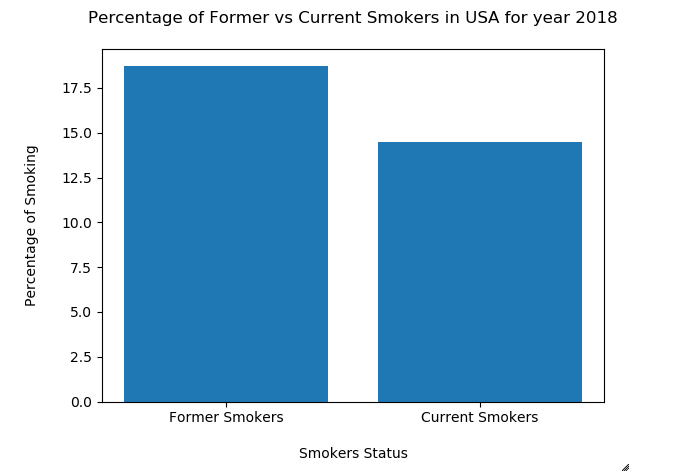 Percentage of Former vs Current Smokers in USA for year 2018
Percentage of Smoking
17.5
15.0
12.5
10.0
7.5
5.0
2.5
0.0
Former Smokers Current Smokers
Smokers Status